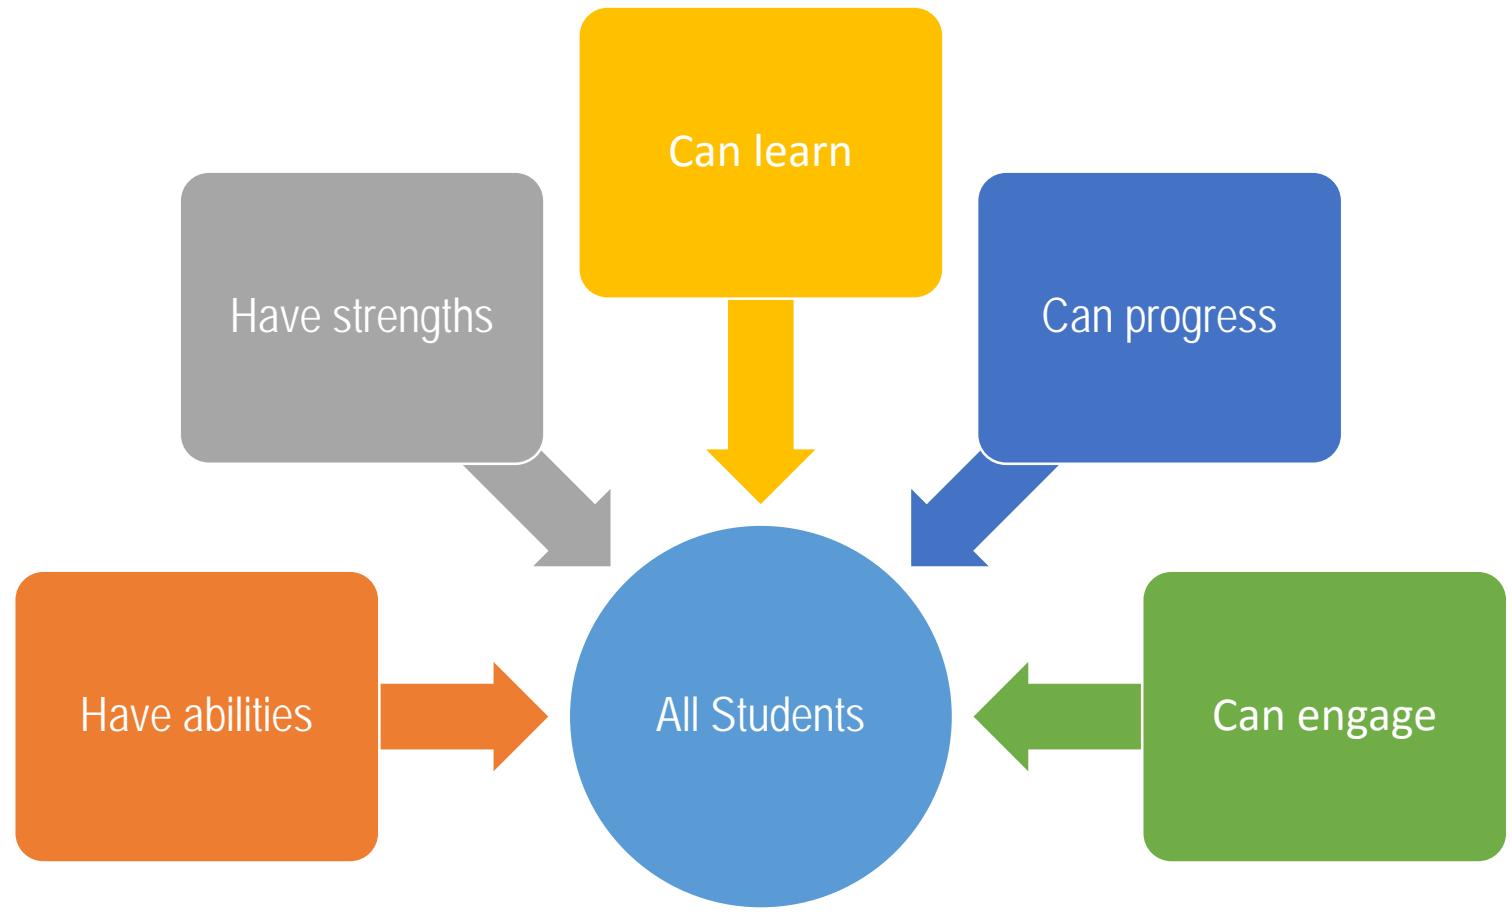 Can learn
Have strengths
Can progress
Have abilities
All Students
Can engage